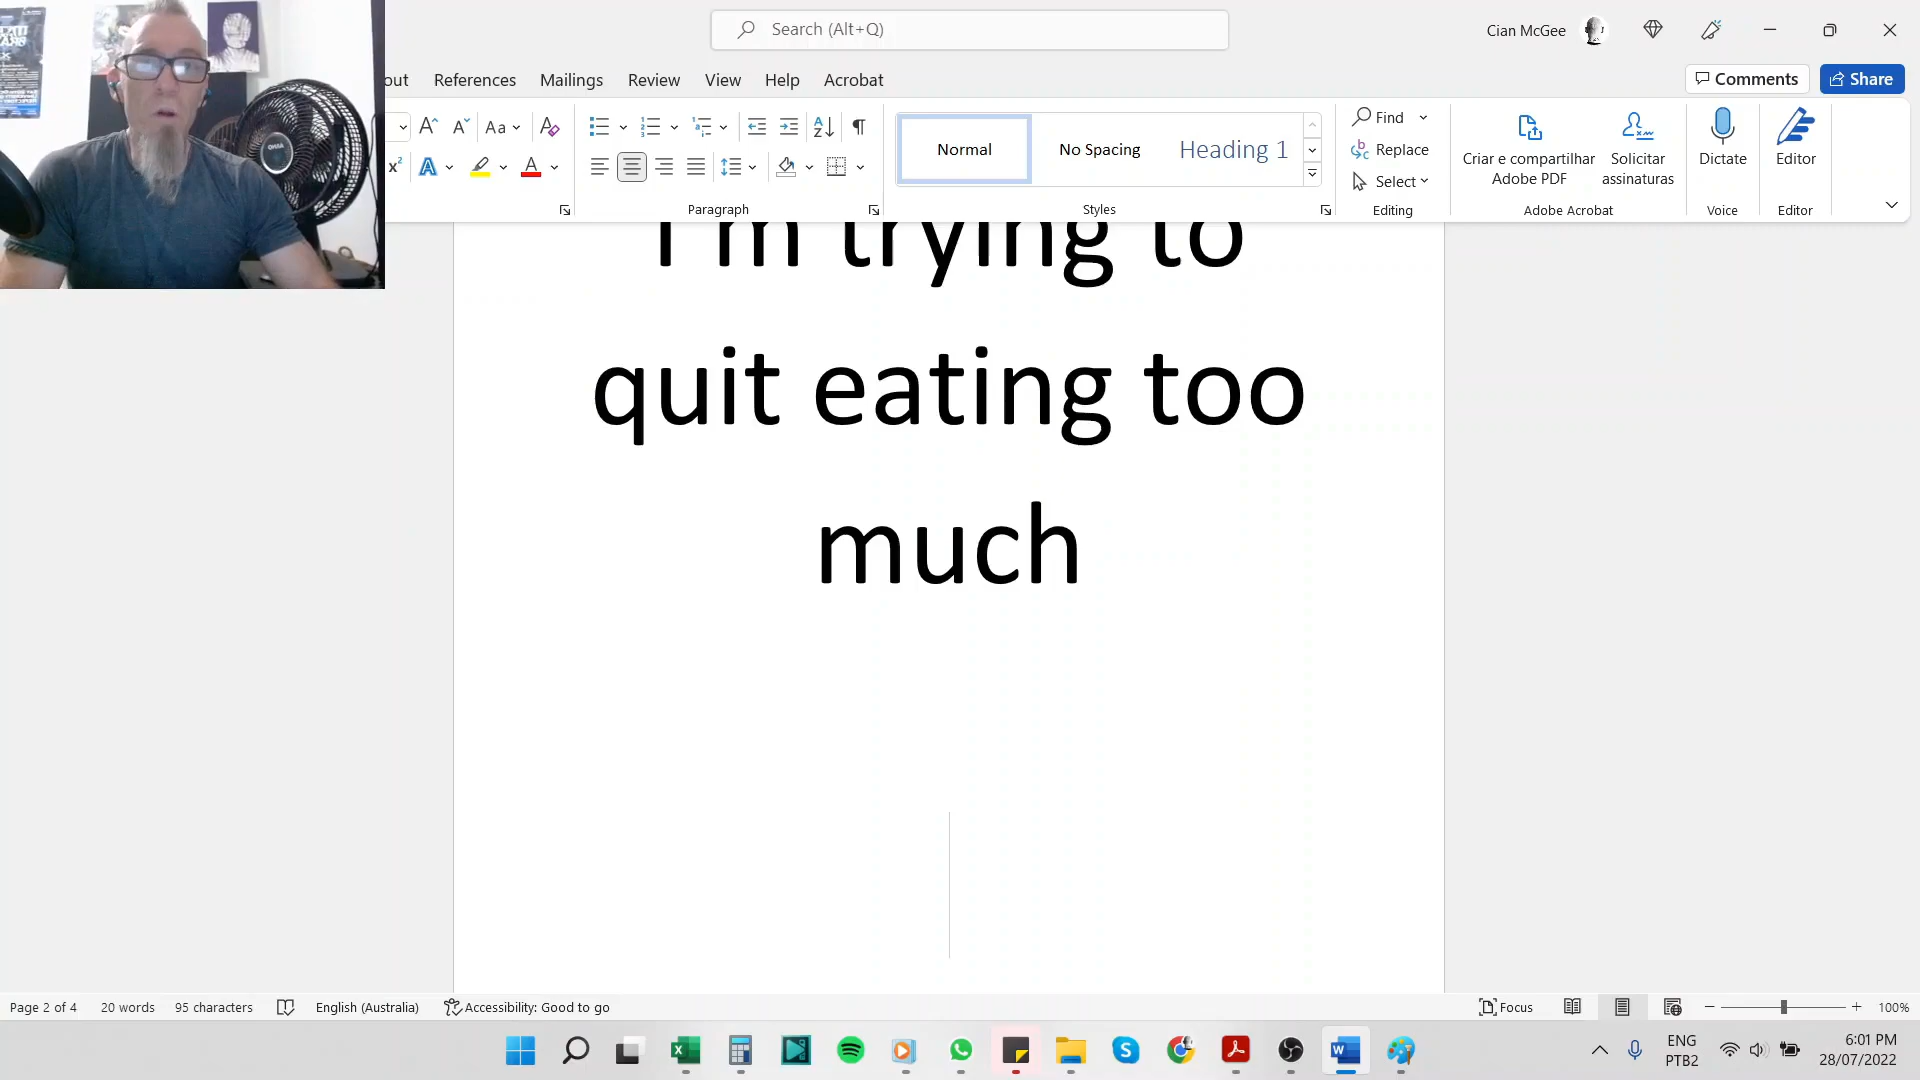 Search (Alt+Q)
Cian McGee
out References Mailings Review View Help Acrobat
Comments Share
Aa
Normal
No Spacing
Heading 1
Find
Replace
Select
Criar e compartilhar
Adobe PDF
Solicitar
assinaturas
Dictate
Editor
Paragraph
Styles
Editing
Adobe Acrobat
Voice
Editor
I'm trying to
quit eating too
much
Page 2 of 4 20 words 95 characters English (Australia) Accessibility: Good to go
Focus
100%
ENG
PTB2
6:01 PM
28/07/2022